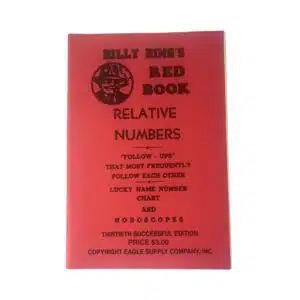 BILLY BING'S
RED
BOOK
RELATIVE
NUMBERS
"FOLLOW - UPS"
THAT MOST FREQUENTLY
FOLLOW EACH OTHER
LUCKY NAME NUMBER
CHART
AND
HOROSCOPES
THIRTIETH SUCCESSFUL EDITION
PRICE $3.00
COPYRIGHT EAGLE SUPPLY COMPANY, INC.